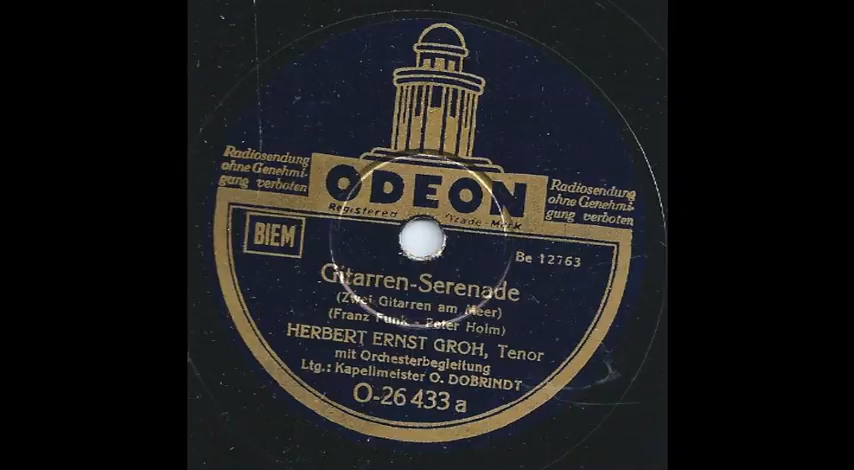 Radiosendung
ohne Genehmi-
gung verboten
ODEON
Registered Trade-Mark
Radiosendung
ohne Genehmi-
gung verboten
BIEM
Be 12763
Gitarren-Serenade
(Zwei Gitarren am Meer)
(Franz Funk - Peter Holm)
HERBERT ERNST GROH, Tenor
mit Orchesterbegleitung
Ltg.: Kapellmeister O. DOBRINDT
O-26 433 a